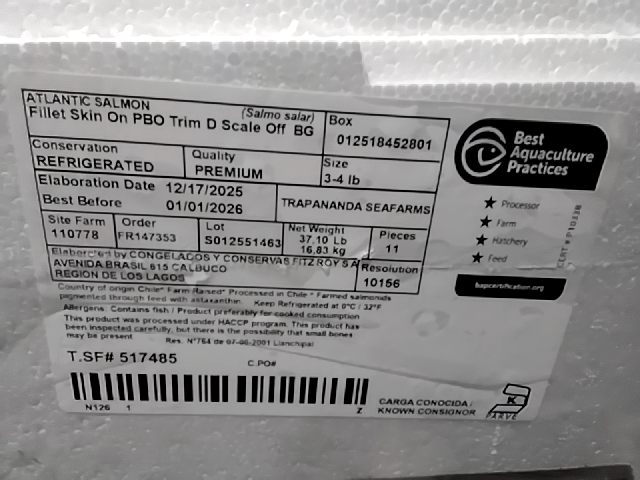 ATLANTIC SALMON
(Salmo salar)
Fillet Skin On PBO Trim D Scale Off BG
Box
012518452801
Conservation
REFRIGERATED
Quality
PREMIUM
Size
3-4 lb
Elaboration Date 12/17/2025
Best Before 01/01/2026
TRAPANANDA SEAFARMS
Site Farm
110778
Order
FR147353
Lot
S012551463
Net Weight
37.10 Lb
16.83 kg
Pieces
11
Elaborated by CONGELADOS Y CONSERVAS FITZ ROY S A
AVENIDA BRASIL 615 CALBUCO
REGION DE LOS LAGOS
Resolution
10156
Country of origin Chile* Farm-Raised* Processed in Chile * Farmed salmonids
pigmented through feed with astaxanthin. Keep Refrigerated at 0°C / 32°F
Allergens: Contains fish / Product preferably for cooked consumption
This product was processed under HACCP program. This product has
been inspected carefully, but there is the possibility that small bones
may be present
Res. N°764 de 07-06-2001 Llanchipal
T.SF# 517485
C.PO#
N126 1
Z
CARGA CONOCIDA /
KNOWN CONSIGNOR
K
PARVE
Best
Aquaculture
Practices
Processor
Farm
Hatchery
Feed
CERT # P10338
bapcertification.org